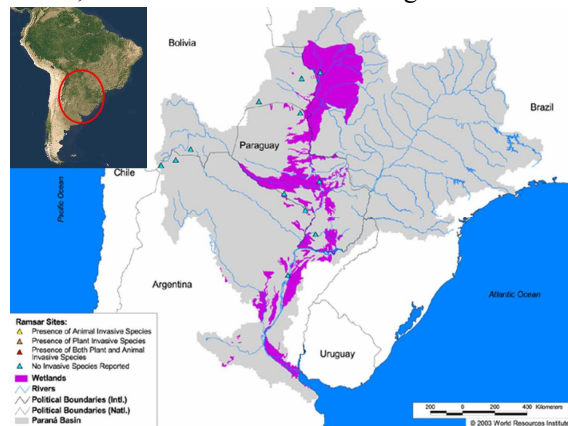 Bolivia
Brazil
Paraguay
Chile
Pacific Ocean
Argentina
Atlantic Ocean
Uruguay
Ramsar Sites:
Presence of Animal Invasive Species
Presence of Plant Invasive Species
Presence of Both Plant and Animal
Invasive Species
No Invasive Species Reported
Wetlands
Rivers
Political Boundaries (Intl.)
Political Boundaries (Natl.)
Paraná Basin
200 0 200 400 Kilometers
© 2003 World Resources Institute